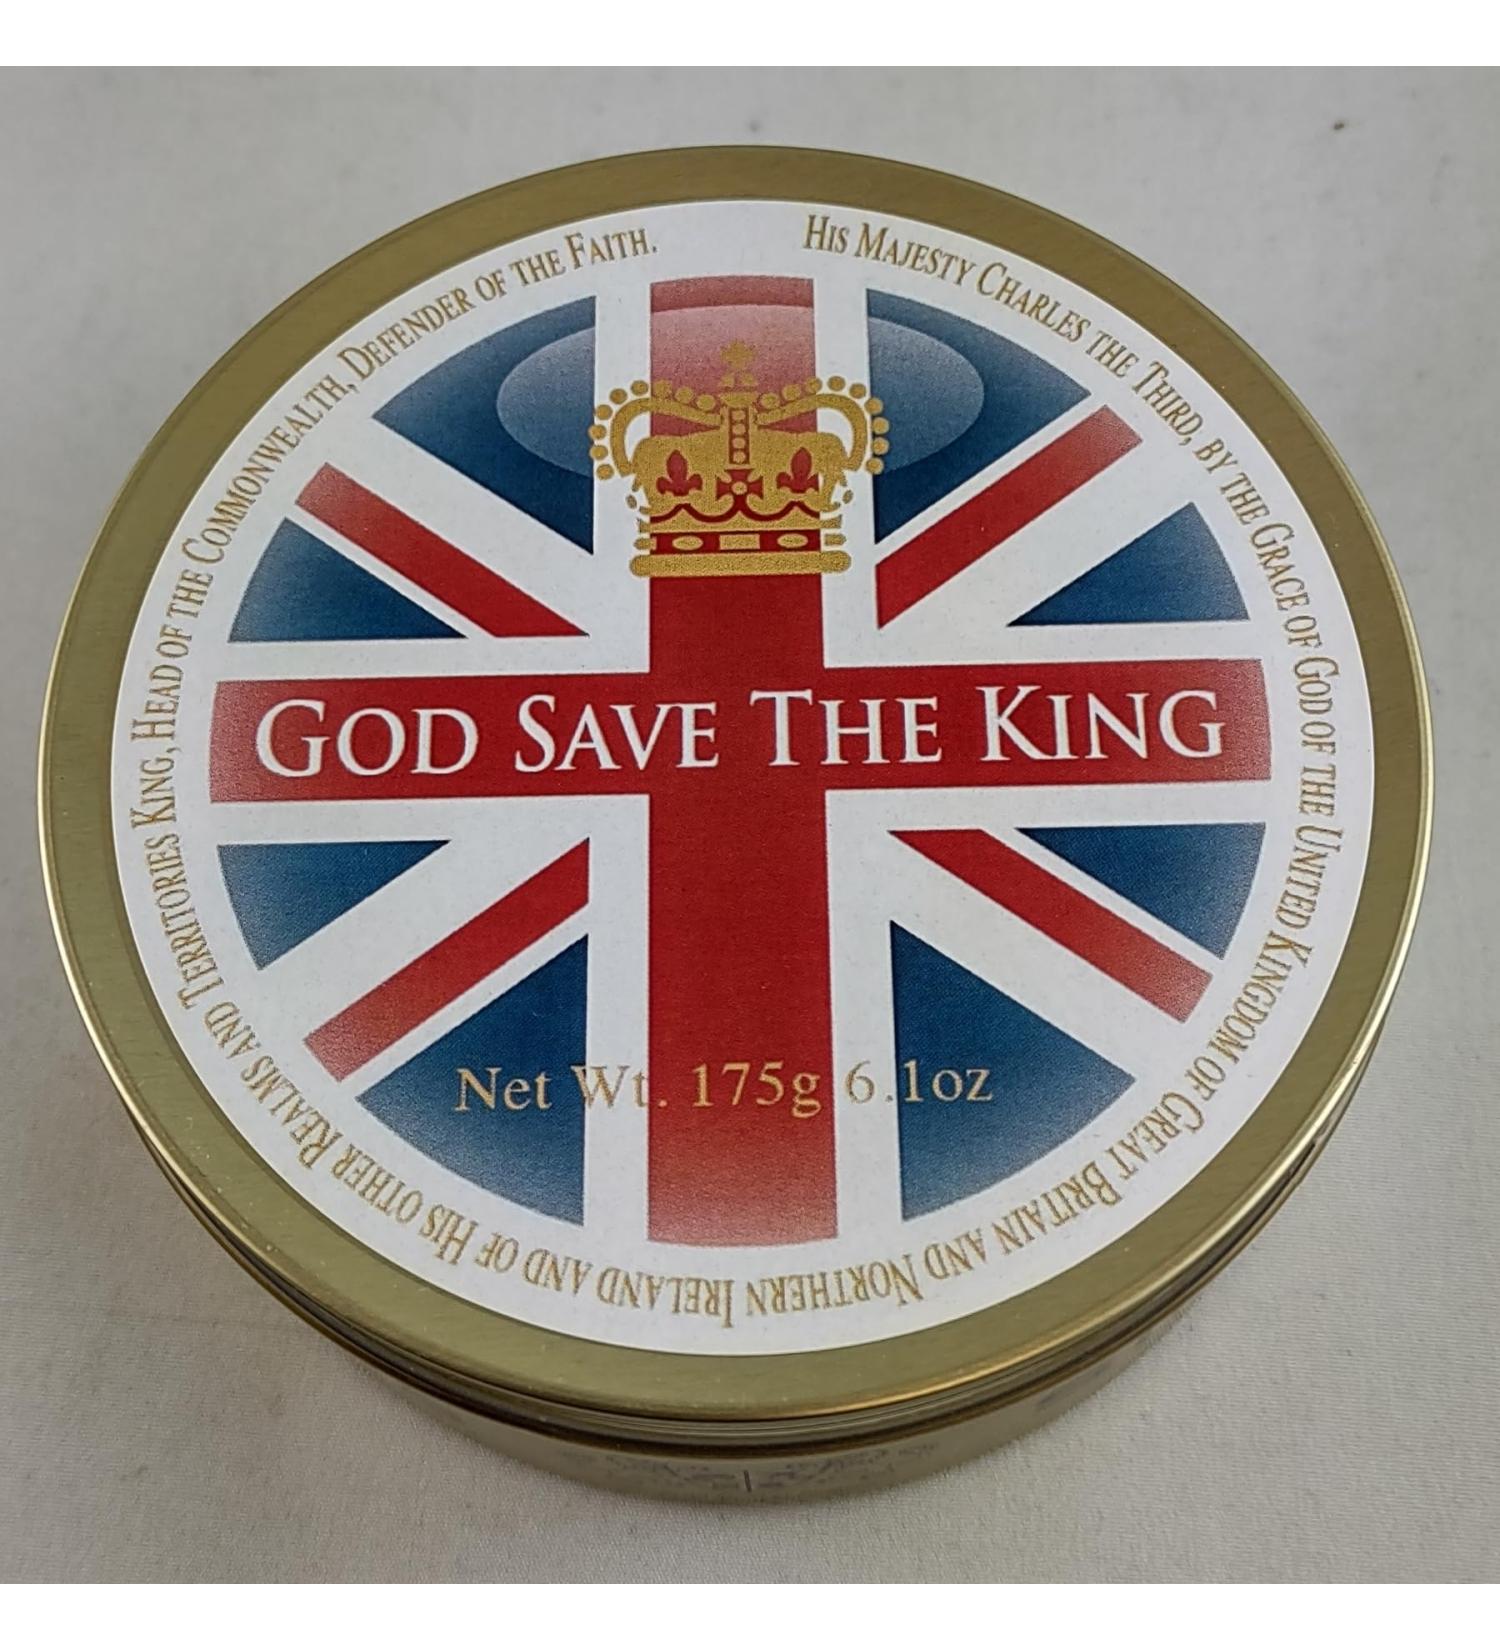 His Majesty Charles the Third, by the Grace of God of the United Kingdom of Great Britain and Northern Ireland and of His other Realms and Territories King, Head of the Commonwealth, Defender of the Faith.
God Save The King
Net Wt. 175g 6.1oz